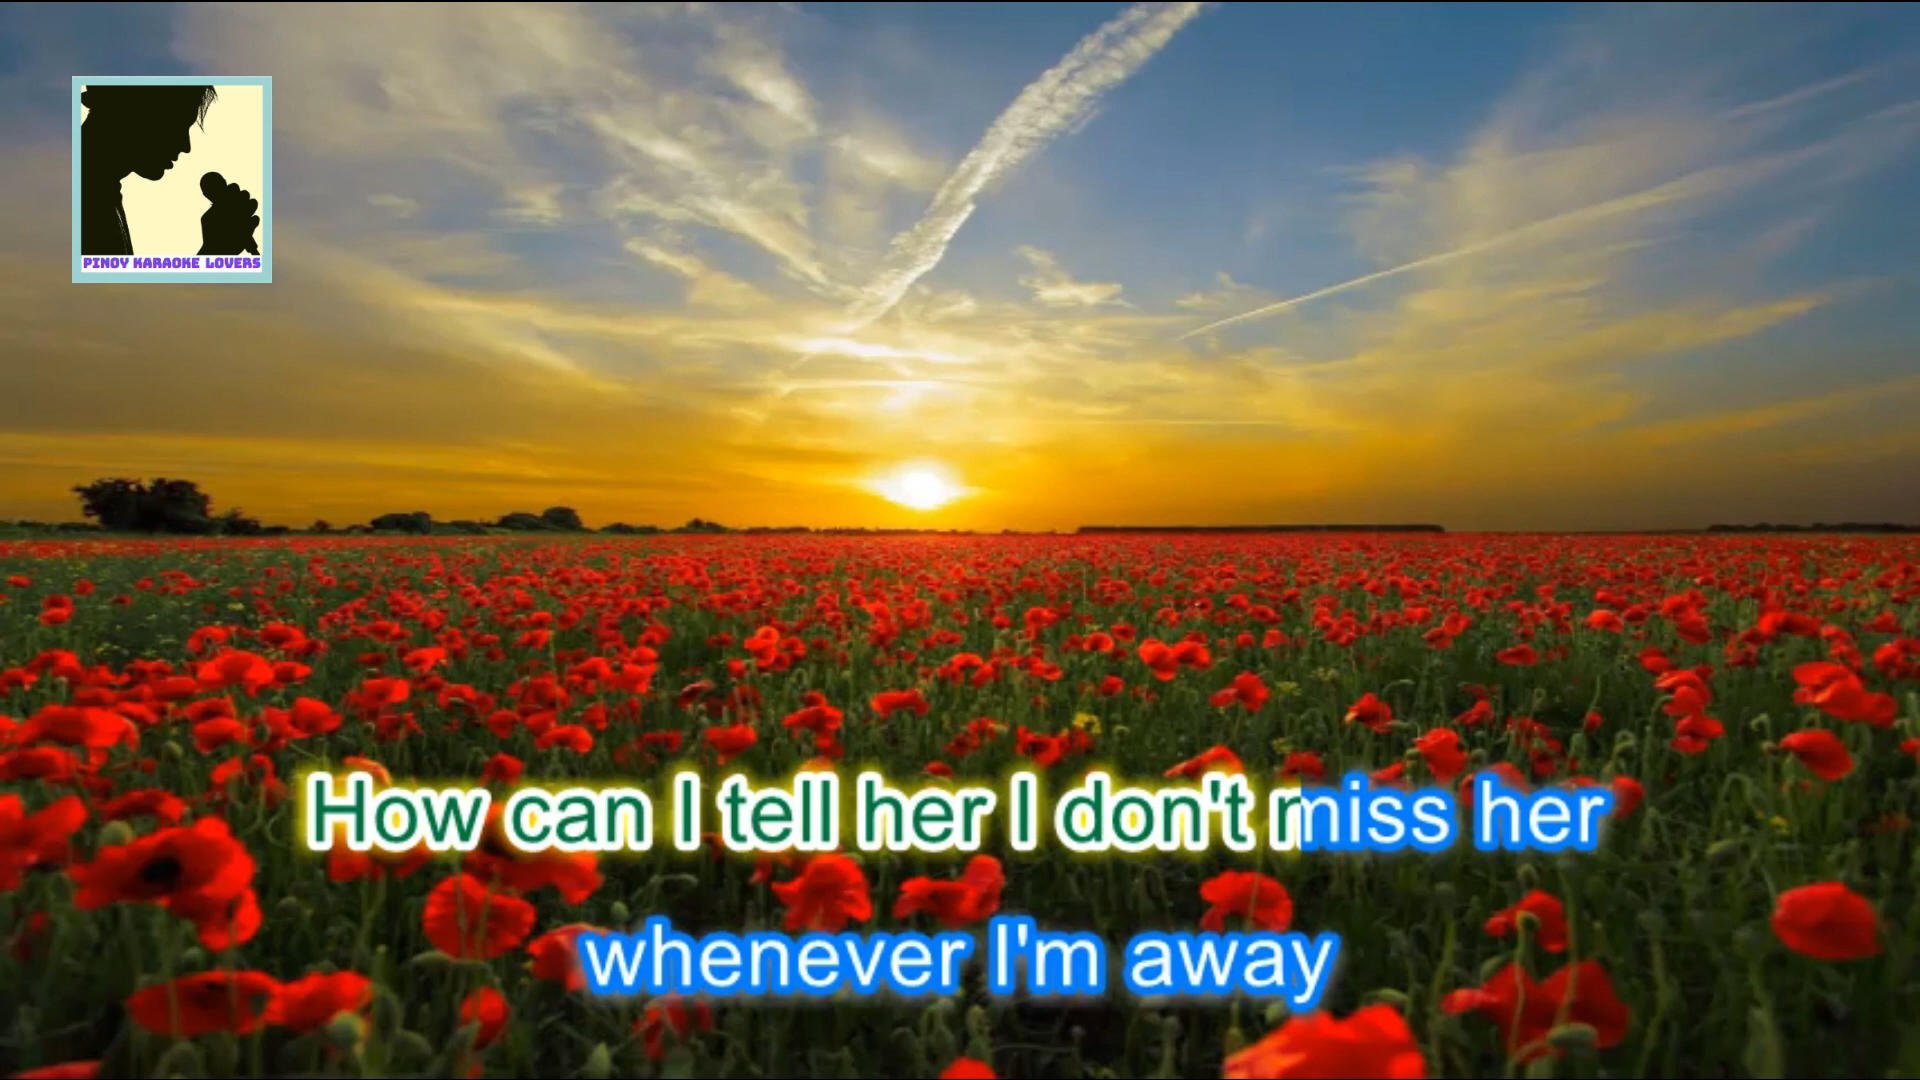 PINOY KARAOKE LOVERS
How can I tell her I don't miss her
whenever I'm away